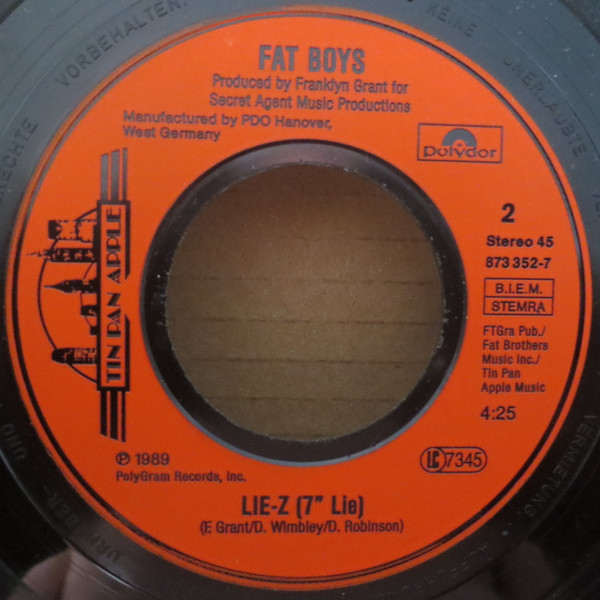 FAT BOYS
Produced by Franklyn Grant for
Secret Agent Music Productions
Manufactured by PDO Hanover,
West Germany
polydor
TIN PAN APPLE
2
Stereo 45
873 352-7
B.I.E.M.
STEMRA
FTGra Pub./
Fat Brothers
Music Inc./
Tin Pan
Apple Music
4:25
℗ 1989
PolyGram Records, Inc.
LC 7345
LIE-Z (7" Lie)
(F. Grant/D. Wimbley/D. Robinson)
VORBEHALTEN.
KEINE
UNERLAUBTE
VERMIETUNG